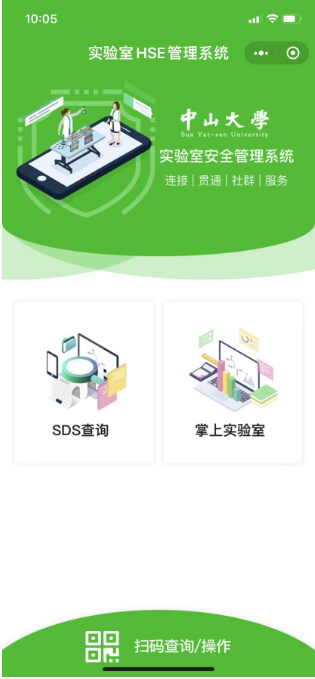 10:05
实验室HSE管理系统
中山大學
Sun Yat-sen University
实验室安全管理系统
连接 | 贯通 | 社群 | 服务
SDS查询
掌上实验室
扫码查询/操作